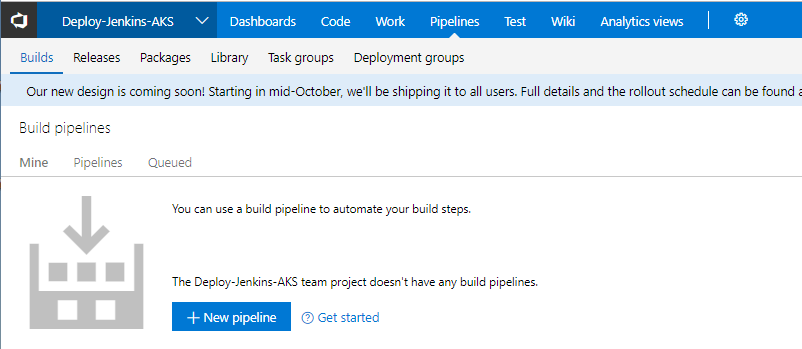 Deploy-Jenkins-AKS Dashboards Code Work Pipelines Test Wiki Analytics views
Builds Releases Packages Library Task groups Deployment groups
Our new design is coming soon! Starting in mid-October, we'll be shipping it to all users. Full details and the rollout schedule can be found a
Build pipelines
Mine Pipelines Queued
You can use a build pipeline to automate your build steps.
The Deploy-Jenkins-AKS team project doesn't have any build pipelines.
+ New pipeline ? Get started